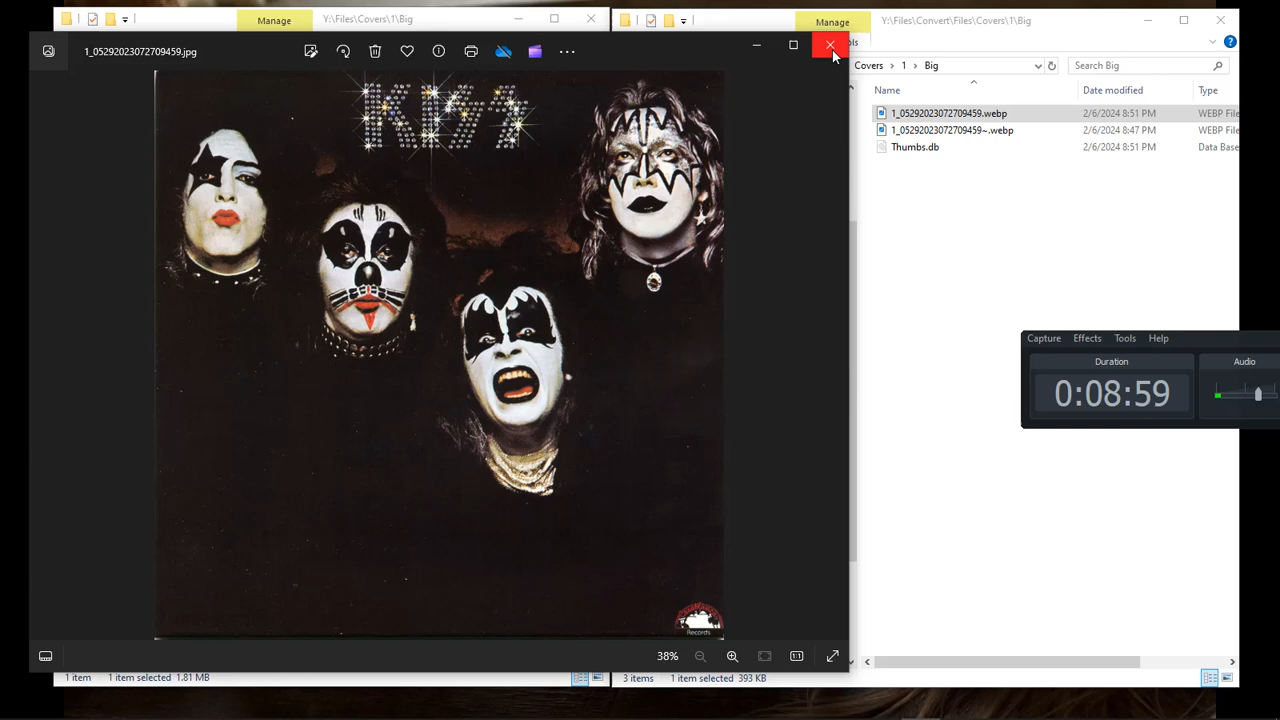 Manage
Y:\Files\Covers\1\Big
Manage
Y:\Files\Convert\Files\Covers\1\Big
1_05292023072709459.jpg
ols
Covers
1
Big
Search Big
Name
Date modified
Type
1_05292023072709459.webp
2/6/2024 8:51 PM
WEBP File
1_05292023072709459~.webp
2/6/2024 8:47 PM
WEBP File
Thumbs.db
2/6/2024 8:51 PM
Data Base
KISS
Capture
Effects
Tools
Help
Duration
Audio
0:08:59
Records
38%
1:1
1 item
1 item selected 1.81 MB
3 items
1 item selected 393 KB